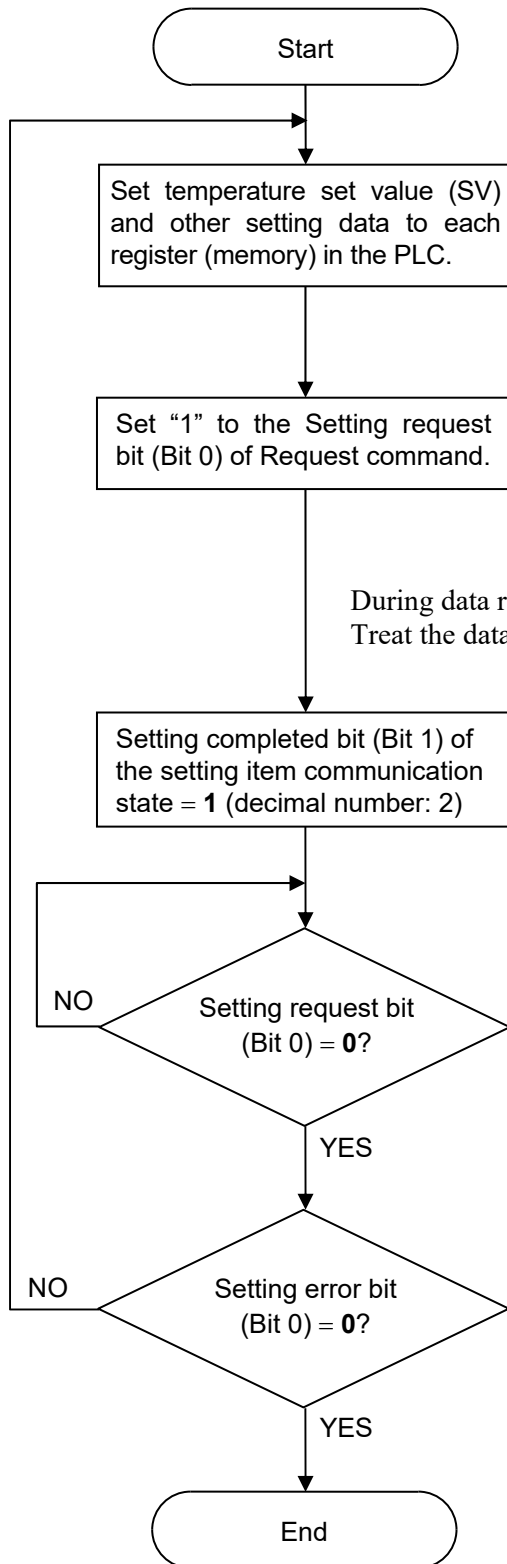 Start
Set temperature set value (SV)
and other setting data to each
register (memory) in the PLC.
Set “1” to the Setting request
bit (Bit 0) of Request command.
During data r
Treat the data
Setting completed bit (Bit 1) of
the setting item communication
state = 1 (decimal number: 2)
NO
Setting request bit
(Bit 0) = 0?
YES
NO
Setting error bit
(Bit 0) = 0?
YES
End